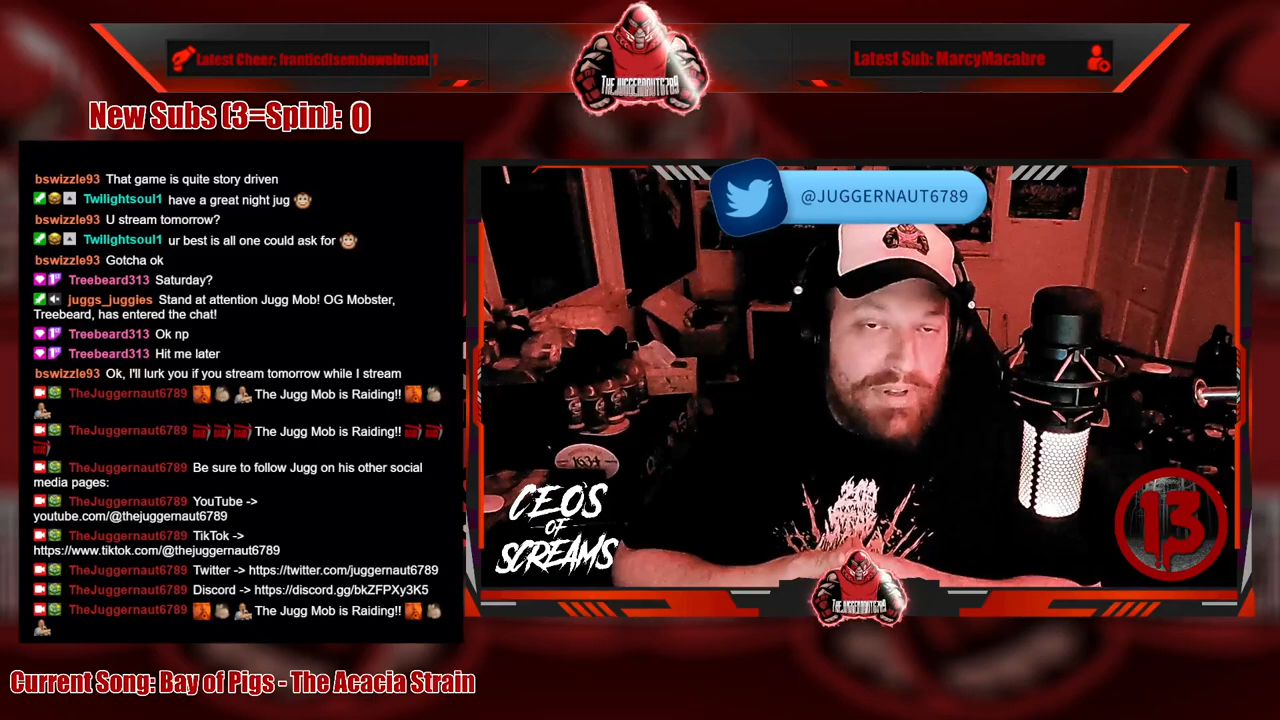 Latest Cheer: franticdisembowelment 1
THEJUGGERNAUT6789
Latest Sub: MarcyMacabre
New Subs (3=Spin): 0
bswizzle93 That game is quite story driven
Twilightsoul1 have a great night jug
bswizzle93 U stream tomorrow?
Twilightsoul1 ur best is all one could ask for
bswizzle93 Gotcha ok
Treebeard313 Saturday?
juggs_juggies Stand at attention Jugg Mob! OG Mobster,
Treebeard, has entered the chat!
Treebeard313 Ok np
Treebeard313 Hit me later
bswizzle93 Ok, I'll lurk you if you stream tomorrow while I stream
TheJuggernaut6789 The Jugg Mob is Raiding!!
TheJuggernaut6789 The Jugg Mob is Raiding!!
TheJuggernaut6789 Be sure to follow Jugg on his other social
media pages:
TheJuggernaut6789 YouTube ->
youtube.com/@thejuggernaut6789
TheJuggernaut6789 TikTok ->
https://www.tiktok.com/@thejuggernaut6789
TheJuggernaut6789 Twitter -> https://twitter.com/juggernaut6789
TheJuggernaut6789 Discord -> https://discord.gg/bkZFPXy3K5
TheJuggernaut6789 The Jugg Mob is Raiding!!
@JUGGERNAUT6789
1634
CEO'S
OF
SCREAMS
13
THEJUGGERNAUT6789
Current Song: Bay of Pigs - The Acacia Strain